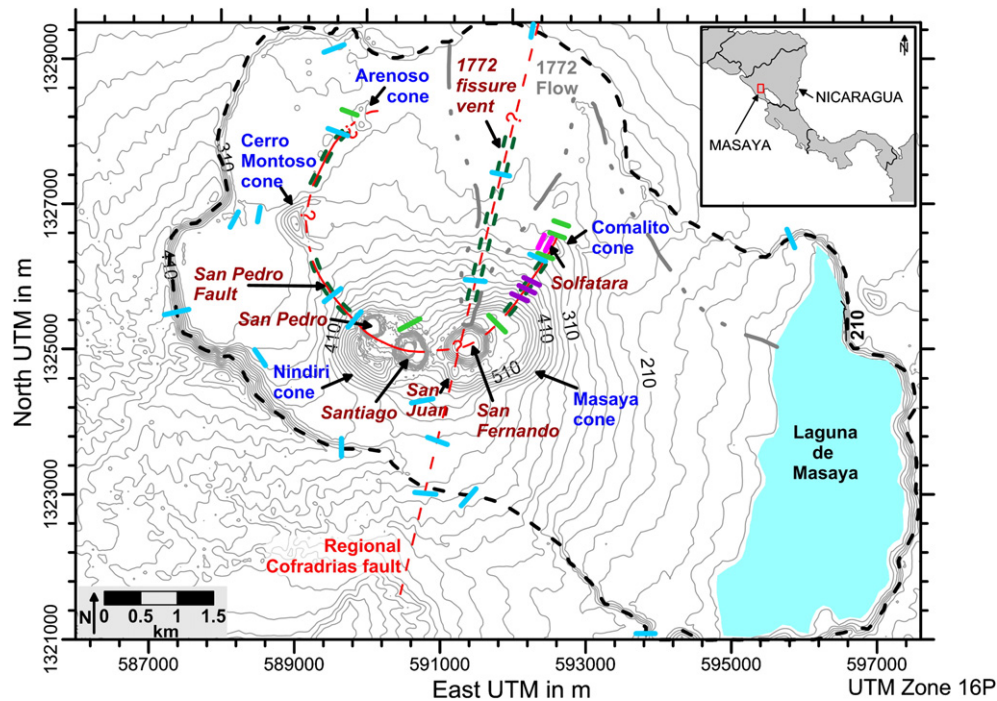 1329000
1327000
1325000
1323000
1321000
North UTM in m
587000
589000
591000
593000
595000
597000
East UTM in m
UTM Zone 16P
N
NICARAGUA
MASAYA
Arenoso
cone
1772
fissure
vent
1772
Flow
Cerro
Montoso
cone
310
410
?
?
?
?
San Pedro
Fault
San Pedro
410
Nindiri
cone
Santiago
San
Juan
San
Fernando
510
Masaya
cone
Comalito
cone
Solfatara
310
410
210
210
Laguna
de
Masaya
Regional
Cofradrias fault
N
0 0.5 1 1.5
km